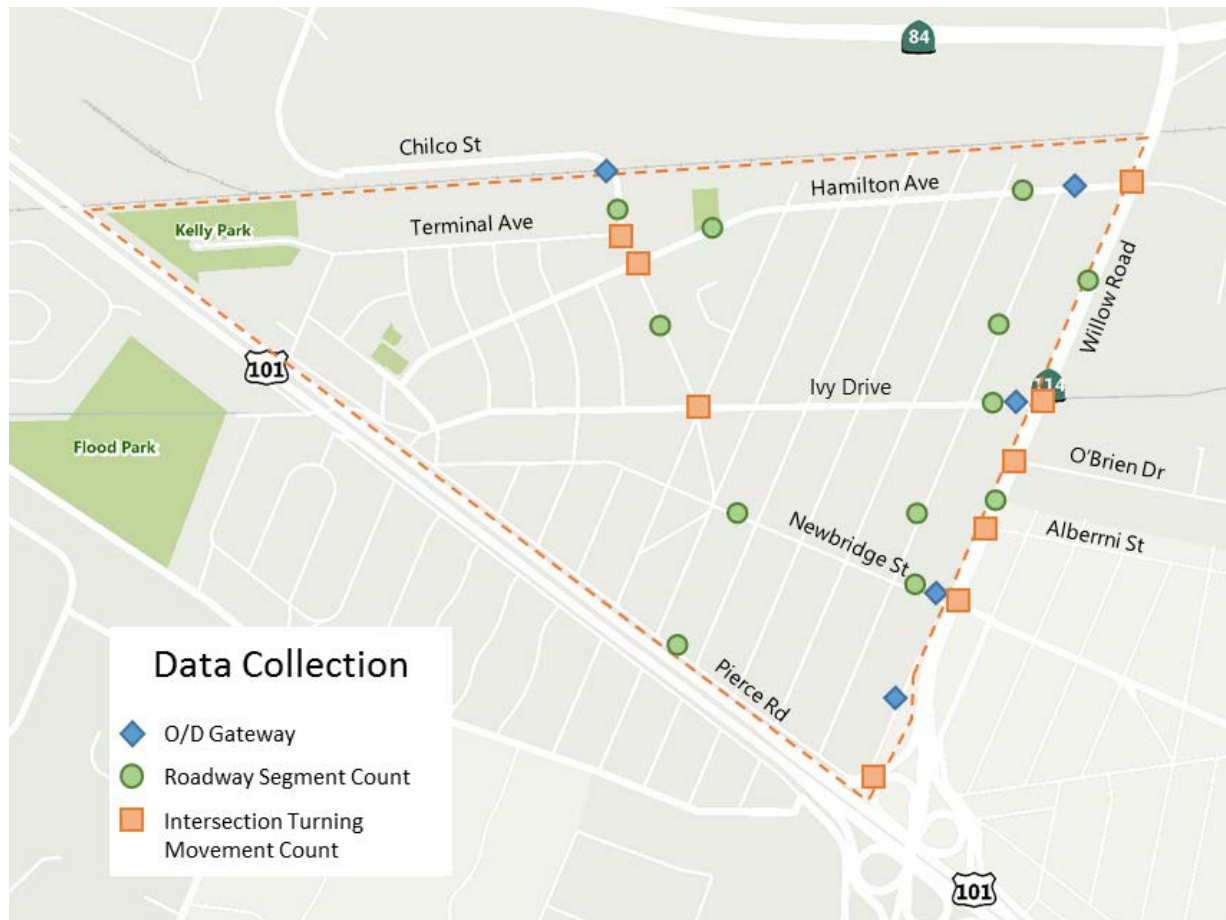 84
Chilco St
Hamilton Ave
Terminal Ave
Kelly Park
Willow Road
101
Ivy Drive
114
Flood Park
O'Brien Dr
Newbridge St
Alberrni St
Data Collection
Pierce Rd
O/D Gateway
Roadway Segment Count
Intersection Turning
Movement Count
101